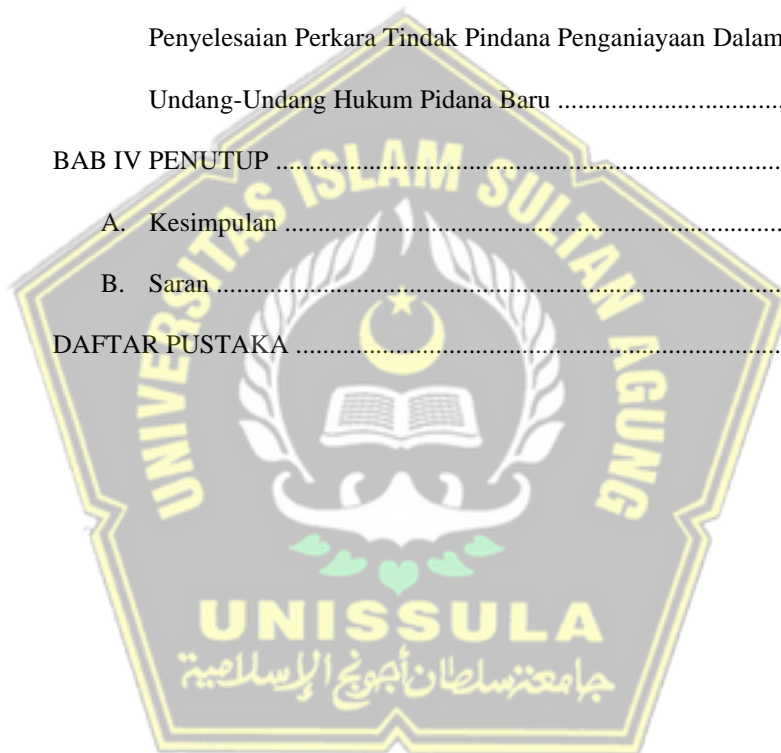 Penyelesaian Perkara Tindak Pindana Penganiayaan Dalam
Undang-Undang Hukum Pidana Baru ....................................
BAB IV PENUTUP ..............................................................................
A. Kesimpulan ..............................................................................
B. Saran ..............................................................................
DAFTAR PUSTAKA ..............................................................................
UNIVERSITAS ISLAM SULTAN AGUNG
UNISSULA
جامعة سلطان أجونج الإسلامية